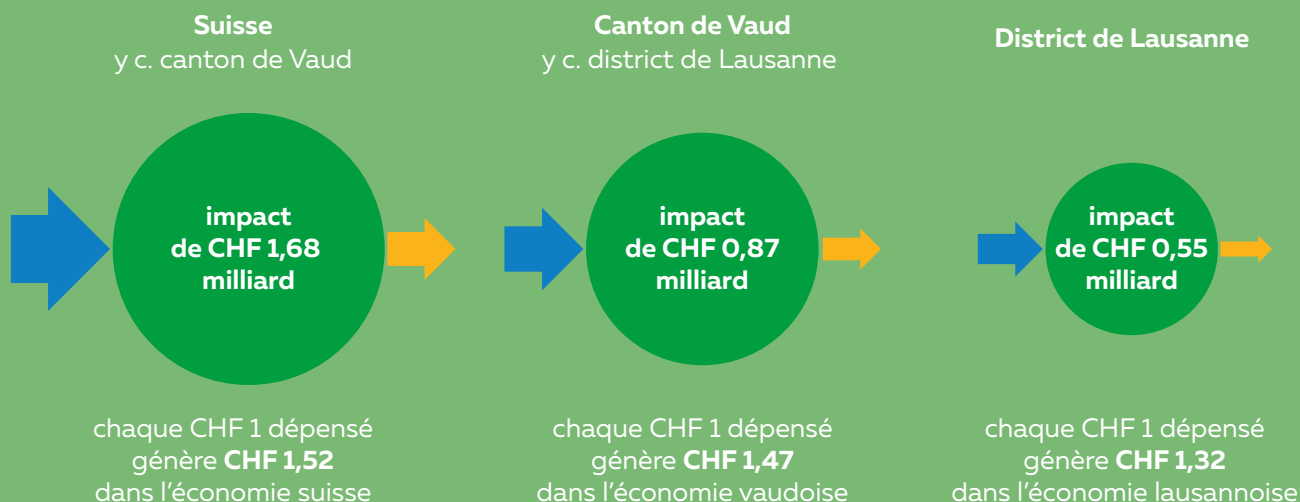 Suisse
y c. canton de Vaud
impact
de CHF 1,68
milliard
chaque CHF 1 dépensé
génère CHF 1,52
dans l'économie suisse
Canton de Vaud
y c. district de Lausanne
impact
de CHF 0,87
milliard
chaque CHF 1 dépensé
génère CHF 1,47
dans l'économie vaudoise
District de Lausanne
impact
de CHF 0,55
milliard
chaque CHF 1 dépensé
génère CHF 1,32
dans l'économie lausannoise